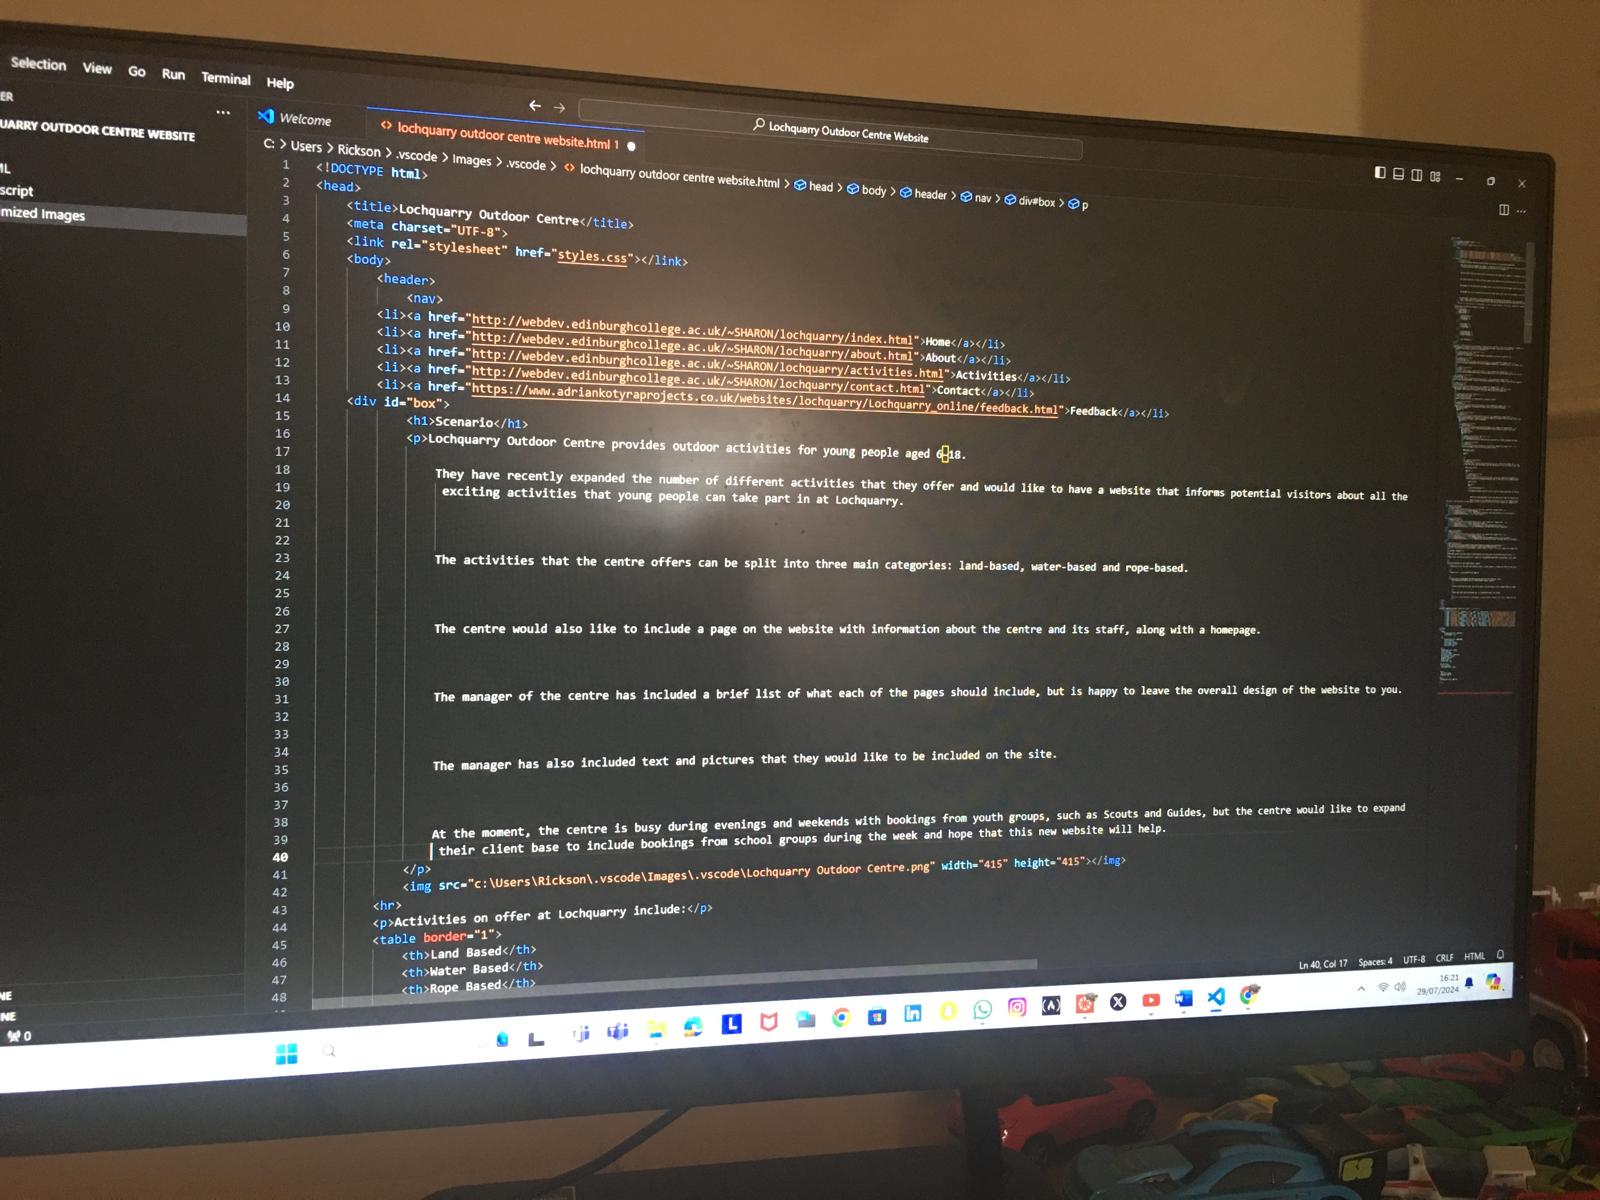 Selection View Go Run Terminal Help
Lochquarry Outdoor Centre Website
ER
UARRY OUTDOOR CENTRE WEBSITE
script
mized Images
Welcome
lochquarry outdoor centre website.html 1
C: > Users > Rickson > .vscode > Images > .vscode > <> lochquarry outdoor centre website.html > head > body > header > nav > div#box > p
1 <!DOCTYPE html>
2 <head>
3 <title>Lochquarry Outdoor Centre</title>
4 <meta charset="UTF-8">
5 <link rel="stylesheet" href="styles.css"></link>
6 <body>
7 <header>
8 <nav>
9 <li><a href="http://webdev.edinburghcollege.ac.uk/~SHARON/lochquarry/index.html">Home</a></li>
10 <li><a href="http://webdev.edinburghcollege.ac.uk/~SHARON/lochquarry/about.html">About</a></li>
11 <li><a href="http://webdev.edinburghcollege.ac.uk/~SHARON/lochquarry/activities.html">Activities</a></li>
12 <li><a href="http://webdev.edinburghcollege.ac.uk/~SHARON/lochquarry/contact.html">Contact</a></li>
13 <li><a href="https://www.adriankotyraprojects.co.uk/websites/lochquarry/Lochquarry_online/feedback.html">Feedback</a></li>
14 <div id="box">
15 <h1>Scenario</h1>
16 <p>Lochquarry Outdoor Centre provides outdoor activities for young people aged 6-18.
17
18 They have recently expanded the number of different activities that they offer and would like to have a website that informs potential visitors about all the
19 exciting activities that young people can take part in at Lochquarry.
20
21
22
23 The activities that the centre offers can be split into three main categories: land-based, water-based and rope-based.
24
25
26
27 The centre would also like to include a page on the website with information about the centre and its staff, along with a homepage.
28
29
30
31 The manager of the centre has included a brief list of what each of the pages should include, but is happy to leave the overall design of the website to you.
32
33
34
35 The manager has also included text and pictures that they would like to be included on the site.
36
37
38
39 At the moment, the centre is busy during evenings and weekends with bookings from youth groups, such as Scouts and Guides, but the centre would like to expand
40 their client base to include bookings from school groups during the week and hope that this new website will help.
41 </p>
42 <img src="c:\Users\Rickson\.vscode\Images\.vscode\Lochquarry Outdoor Centre.png" width="415" height="415"></img>
43 <hr>
44 <p>Activities on offer at Lochquarry include:</p>
45 <table border="1">
46 <th>Land Based</th>
47 <th>Water Based</th>
48 <th>Rope Based</th>
NE
NE
0
Ln 40, Col 17 Spaces: 4 UTF-8 CRLF HTML
16:21
29/07/2024